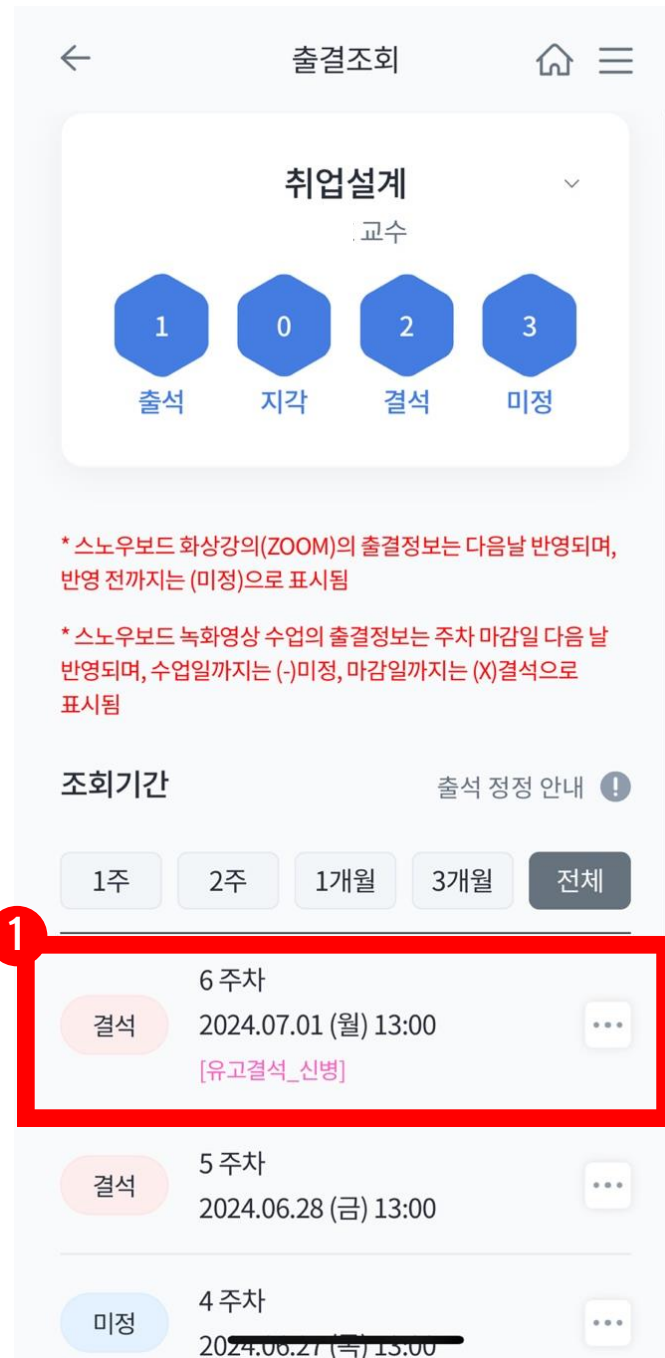 출결조회
취업설계
교수
1 0 2 3
출석 지각 결석 미정
* 스노우보드 화상강의(ZOOM)의 출결정보는 다음날 반영되며,
반영 전까지는 (미정)으로 표시됨
* 스노우보드 녹화영상 수업의 출결정보는 주차 마감일 다음 날
반영되며, 수업일까지는 (-)미정, 마감일까지는 (X)결석으로
표시됨
조회기간 출석 정정 안내 !
1주 2주 1개월 3개월 전체
1
6 주차
결석 2024.07.01 (월) 13:00
[유고결석_신병]
5 주차
결석 2024.06.28 (금) 13:00
4 주차
미정 2024.06.27 (목) 13:00